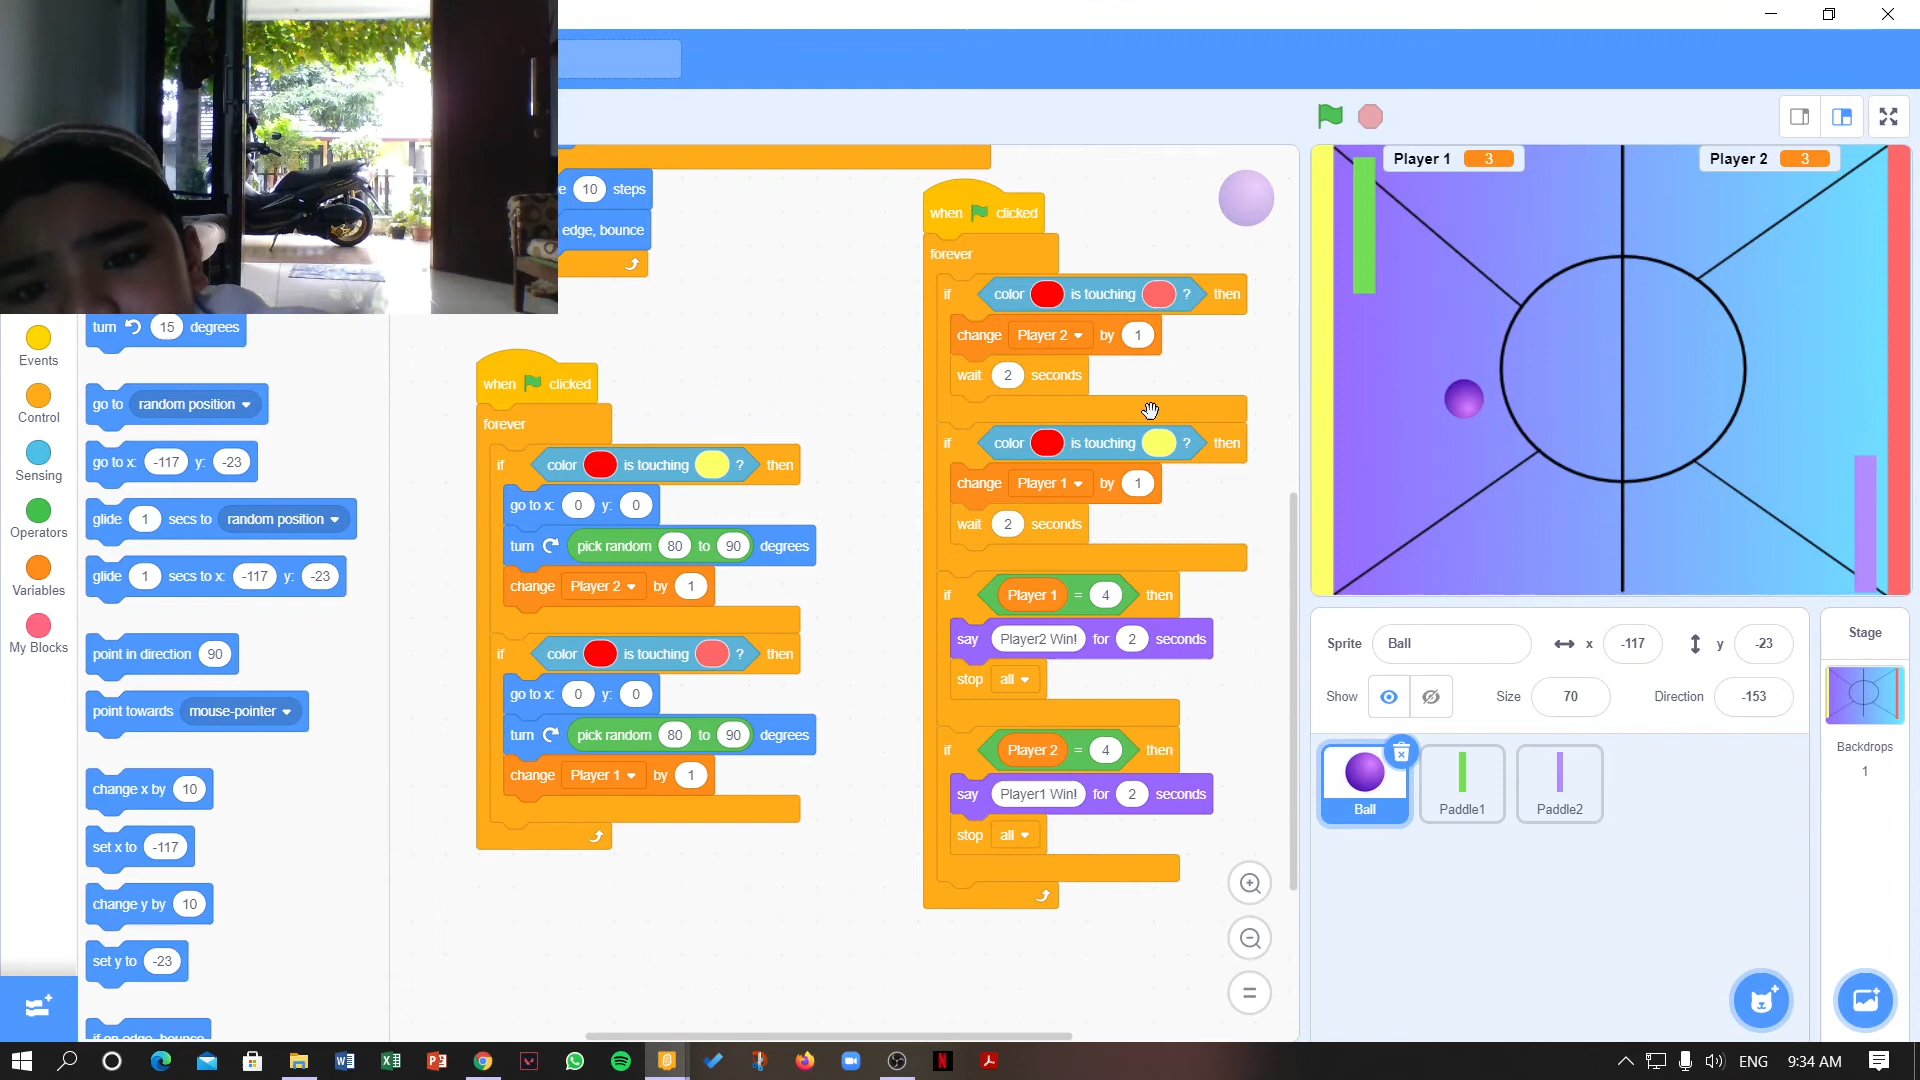 Player 1 3
Player 2 3
10 steps
edge, bounce
when clicked
forever
if color is touching ? then
change Player 2 by 1
wait 2 seconds
if color is touching ? then
change Player 1 by 1
wait 2 seconds
if Player 1 = 4 then
say Player2 Win! for 2 seconds
stop all
if Player 2 = 4 then
say Player1 Win! for 2 seconds
stop all
when clicked
forever
if color is touching ? then
go to x: 0 y: 0
turn pick random 80 to 90 degrees
change Player 2 by 1
if color is touching ? then
go to x: 0 y: 0
turn pick random 80 to 90 degrees
change Player 1 by 1
Events
Control
Sensing
Operators
Variables
My Blocks
turn 15 degrees
go to random position
go to x: -117 y: -23
glide 1 secs to random position
glide 1 secs to x: -117 y: -23
point in direction 90
point towards mouse-pointer
change x by 10
set x to -117
change y by 10
set y to -23
if on edge, bounce
Sprite Ball x -117 y -23
Show Size 70 Direction -153
Ball
Paddle1
Paddle2
Stage
Backdrops
1
ENG 9:34 AM